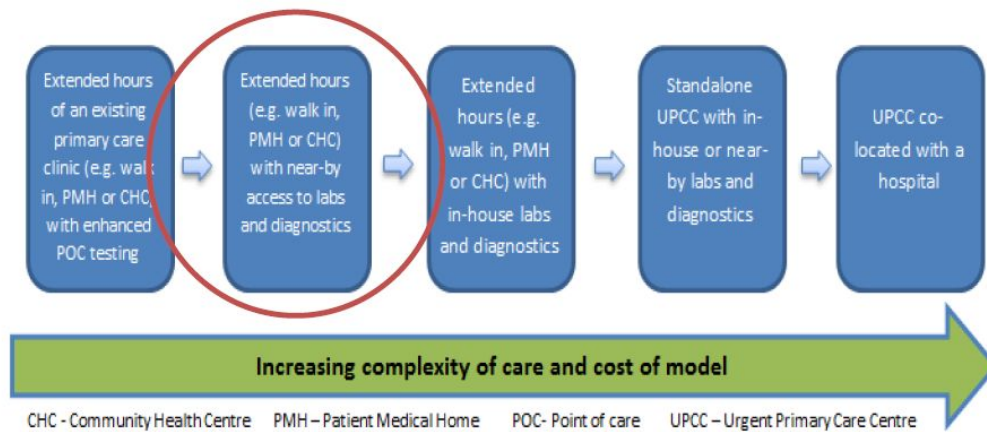 Extended hours
of an existing
primary care
clinic (e.g. walk
in, PMH or CHC)
with enhanced
POC testing
Extended hours
(e.g. walk in,
PMH or CHC)
with near-by
access to labs
and diagnostics
Extended
hours (e.g.
walk in, PMH
or CHC) with
in-house labs
and diagnostics
Standalone
UPCC with in-
house or near-
by labs and
diagnostics
UPCC co-
located with a
hospital
Increasing complexity of care and cost of model
CHC - Community Health Centre PMH – Patient Medical Home POC- Point of care UPCC – Urgent Primary Care Centre